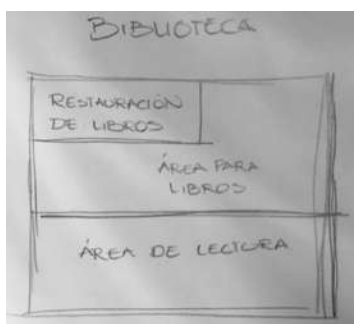 BIBLIOTECA
RESTAURACIÓN
DE LIBROS
ÁREA PARA
LIBROS
ÁREA DE LECTURA